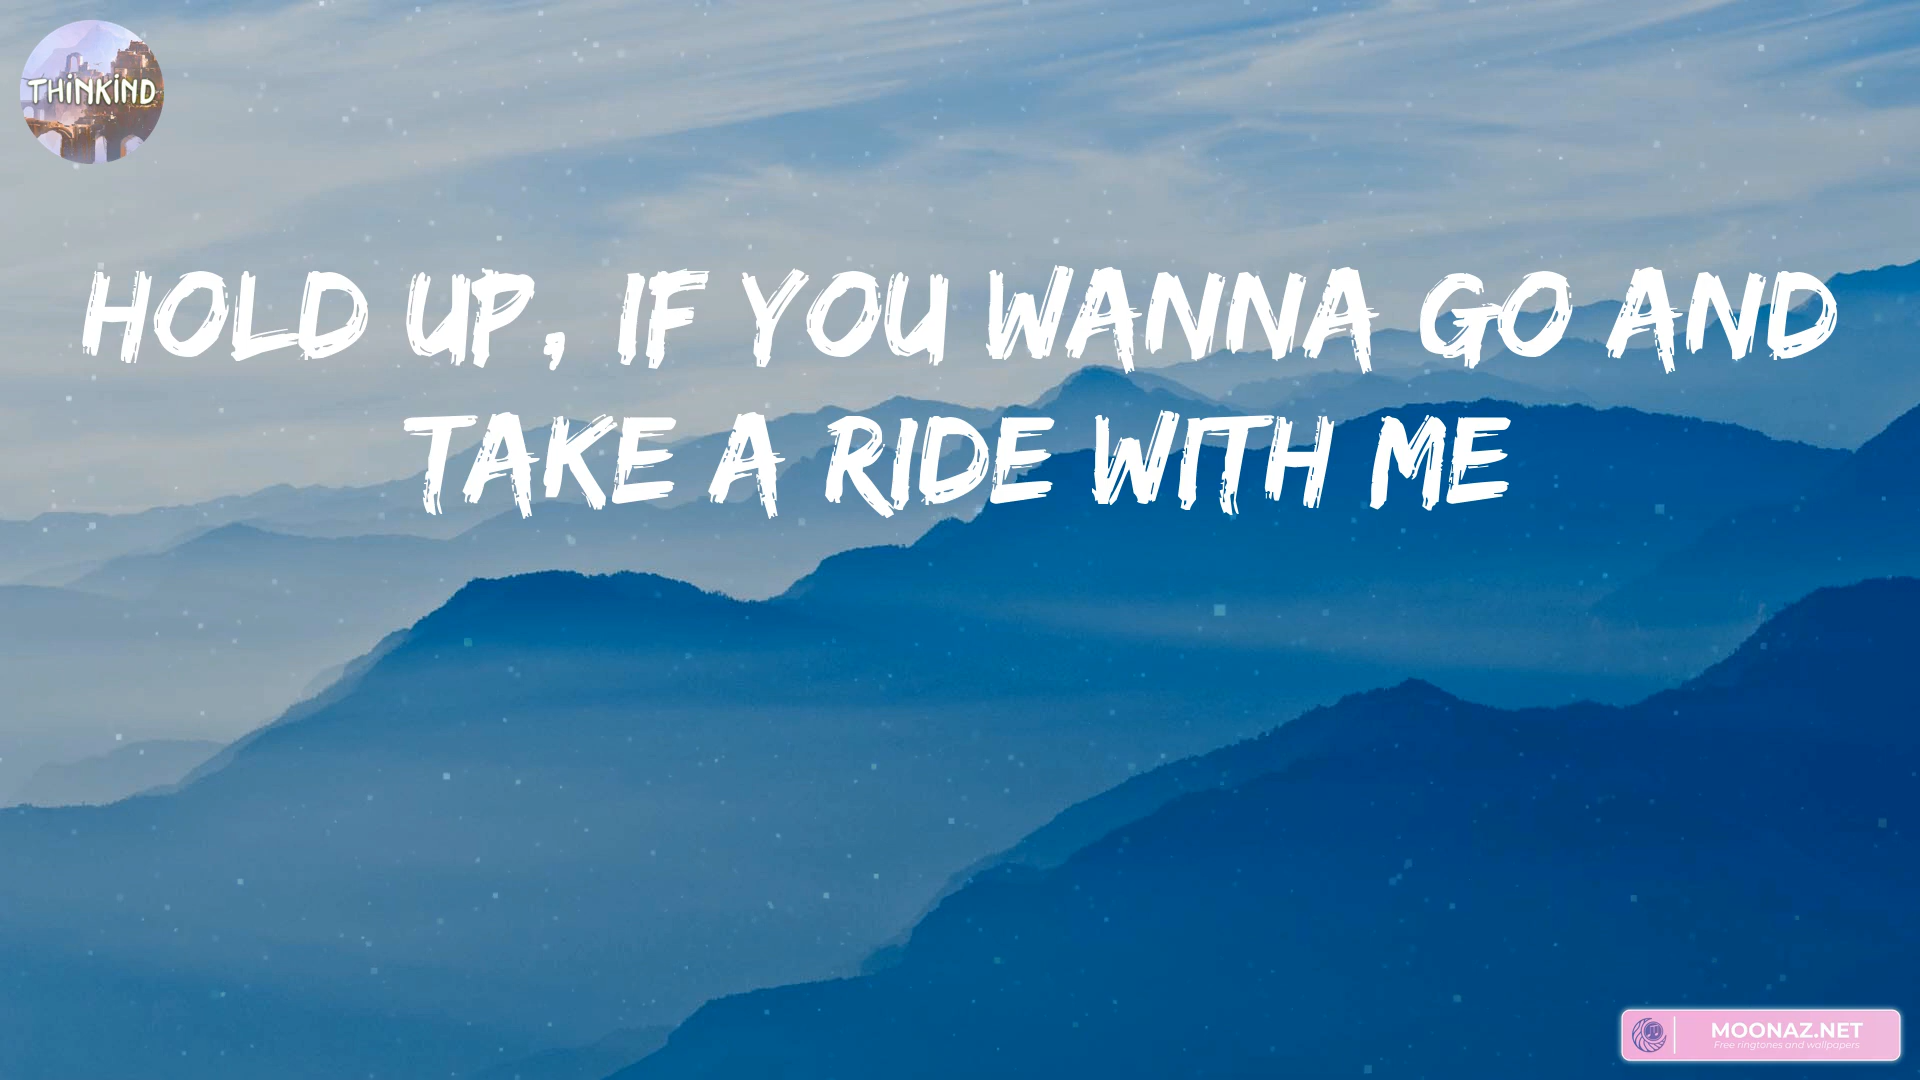 THiNKiND
HOLD UP, IF YOU WANNA GO AND
TAKE A RIDE WITH ME
MOONAZ.NET
Free ringtones and wallpapers